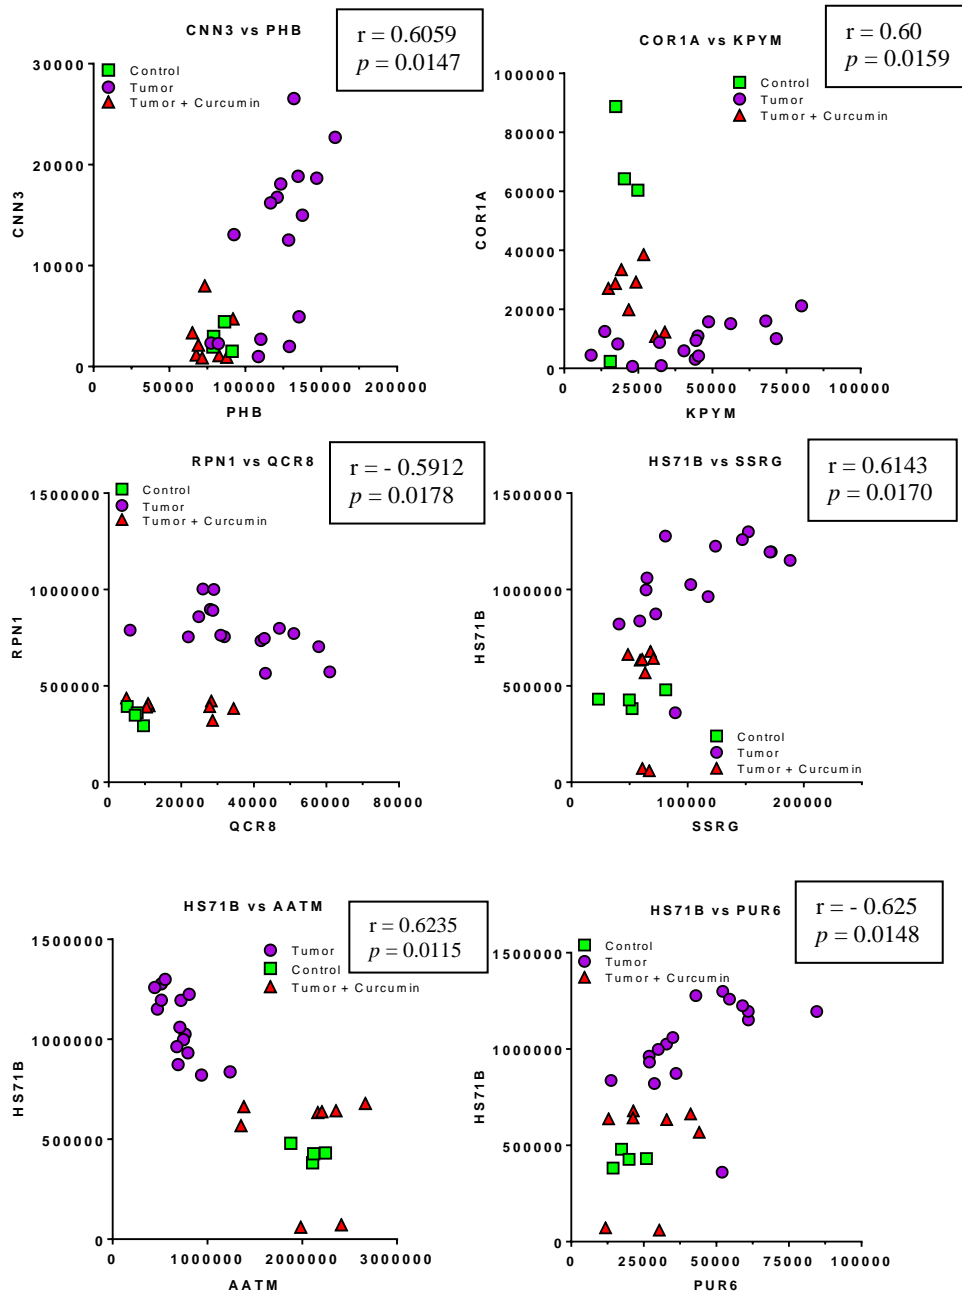 CNN3 vs PHB
r = 0.6059
p = 0.0147
Control
Tumor
Tumor + Curcumin
30000
20000
10000
0
CNN3
0 50000 100000 150000 200000
PHB
COR1A vs KPYM
r = 0.60
p = 0.0159
Control
Tumor
Tumor + Curcumin
100000
80000
60000
40000
20000
0
COR1A
0 25000 50000 75000 100000
KPYM
RPN1 vs QCR8
r = - 0.5912
p = 0.0178
Control
Tumor
Tumor + Curcumin
1500000
1000000
500000
0
RPN1
0 20000 40000 60000 80000
QCR8
HS71B vs SSRG
r = 0.6143
p = 0.0170
1500000
1000000
500000
0
HS71B
Control
Tumor
Tumor + Curcumin
0 100000 200000
SSRG
HS71B vs AATM
r = 0.6235
p = 0.0115
Tumor
Control
Tumor + Curcumin
1500000
1000000
500000
0
HS71B
0 1000000 2000000 3000000
AATM
HS71B vs PUR6
r = - 0.625
p = 0.0148
Control
Tumor
Tumor + Curcumin
1500000
1000000
500000
0
HS71B
0 25000 50000 75000 100000
PUR6